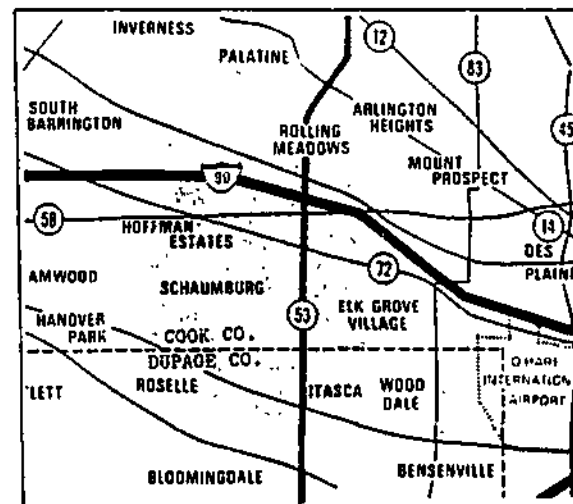 INVERNESS
12
PALATINE
83
SOUTH
BARRINGTON
ARLINGTON
HEIGHTS
45
ROLLING
MEADOWS
MOUNT
PROSPECT
90
58
HOFFMAN
ESTATES
14
DES
PLAINE
72
AMWOOD
SCHAUMBURG
ELK GROVE
VILLAGE
53
HANOVER
PARK
COOK CO.
DUPAGE CO.
O'HARE
INTERNATION
AIRPORT
LETT
ROSELLE
ITASCA
WOOD
DALE
BLOOMINGDALE
BENSENVILLE